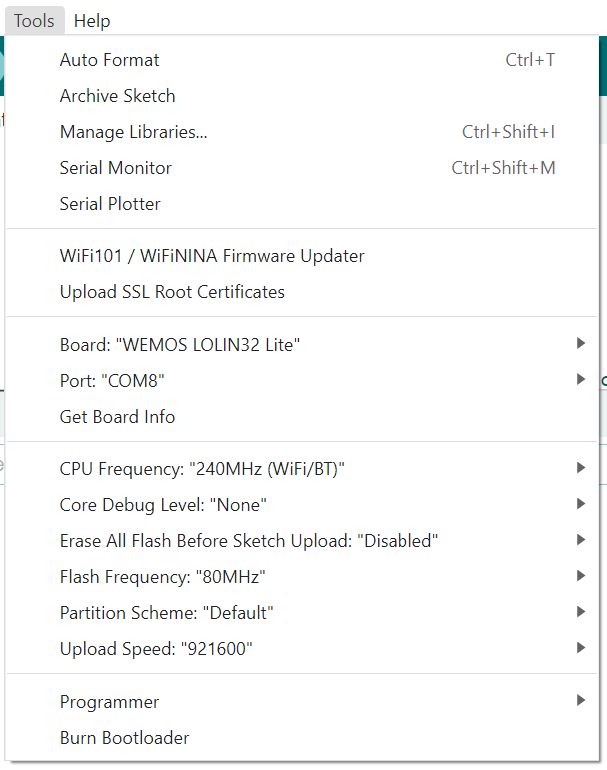 Tools Help
Auto Format Ctrl+T
Archive Sketch
Manage Libraries... Ctrl+Shift+I
Serial Monitor Ctrl+Shift+M
Serial Plotter
WiFi101 / WiFiNINA Firmware Updater
Upload SSL Root Certificates
Board: "WEMOS LOLIN32 Lite"
Port: "COM8"
Get Board Info
CPU Frequency: "240MHz (WiFi/BT)"
Core Debug Level: "None"
Erase All Flash Before Sketch Upload: "Disabled"
Flash Frequency: "80MHz"
Partition Scheme: "Default"
Upload Speed: "921600"
Programmer
Burn Bootloader